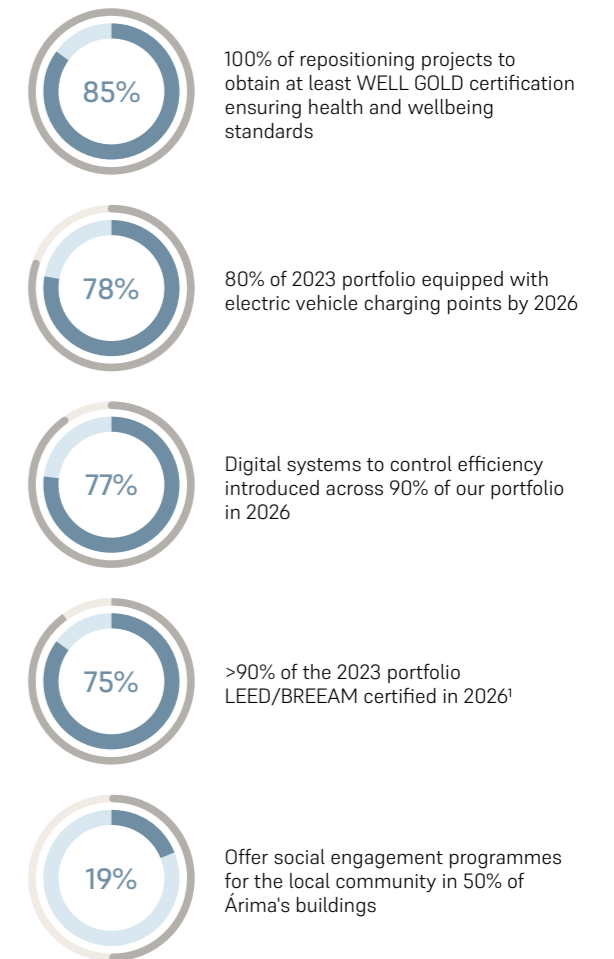 85%
100% of repositioning projects to
obtain at least WELL GOLD certification
ensuring health and wellbeing
standards
78%
80% of 2023 portfolio equipped with
electric vehicle charging points by 2026
77%
Digital systems to control efficiency
introduced across 90% of our portfolio
in 2026
75%
>90% of the 2023 portfolio
LEED/BREEAM certified in 2026¹
19%
Offer social engagement programmes
for the local community in 50% of
Árima's buildings